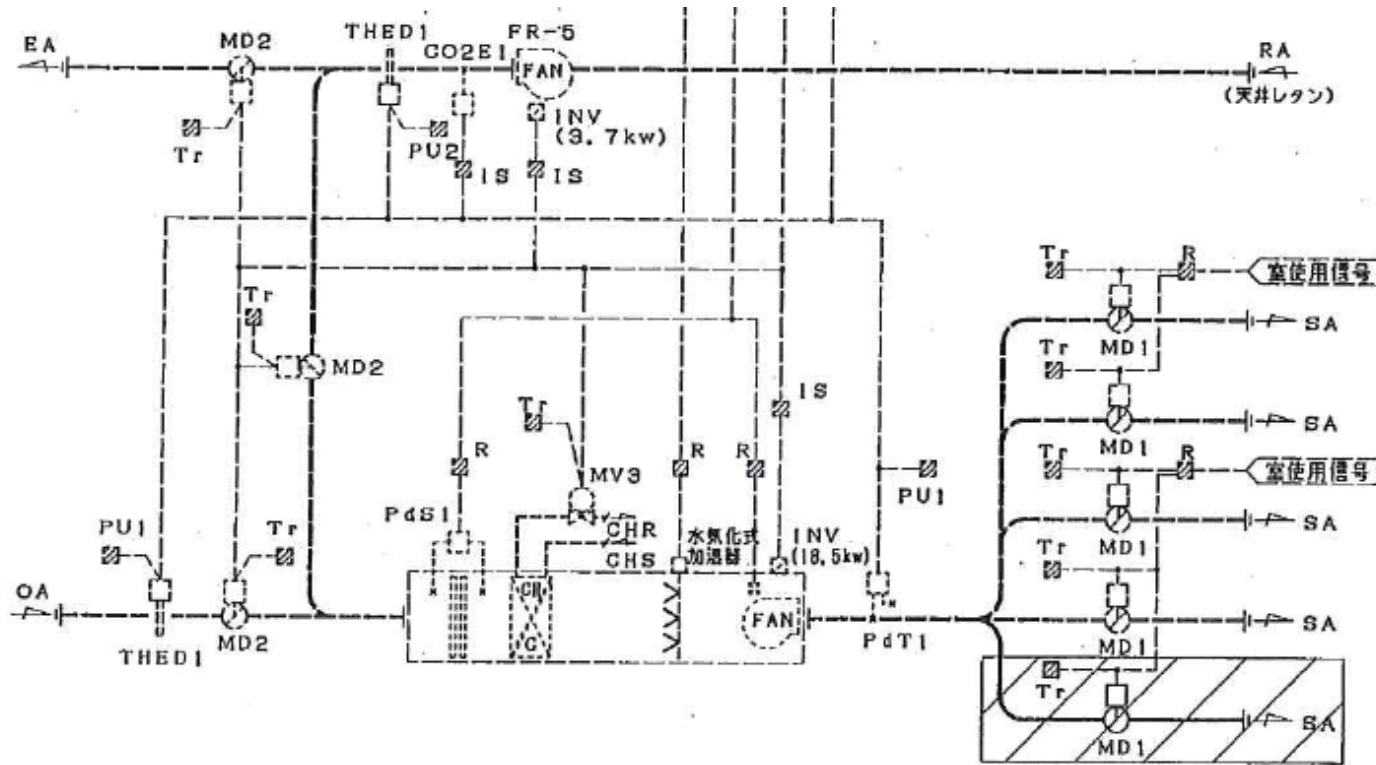 EA
MD2
THED1
CO2E1
FR-5
FAN
RA
(天井レタン)
Tr
PU2
IS
INV
(3.7kw)
IS
Tr
MD2
Tr
R
室使用信号
MD1
SA
Tr
MD1
SA
IS
Tr
R
MV3
R
R
PU1
Tr
R
室使用信号
MD1
SA
PdS1
CHR
CHS
水気化式
加湿器
INV
(18.5kw)
PU1
Tr
OA
THED1
MD2
CH
G
FAN
PdT1
Tr
MD1
SA
Tr
MD1
SA